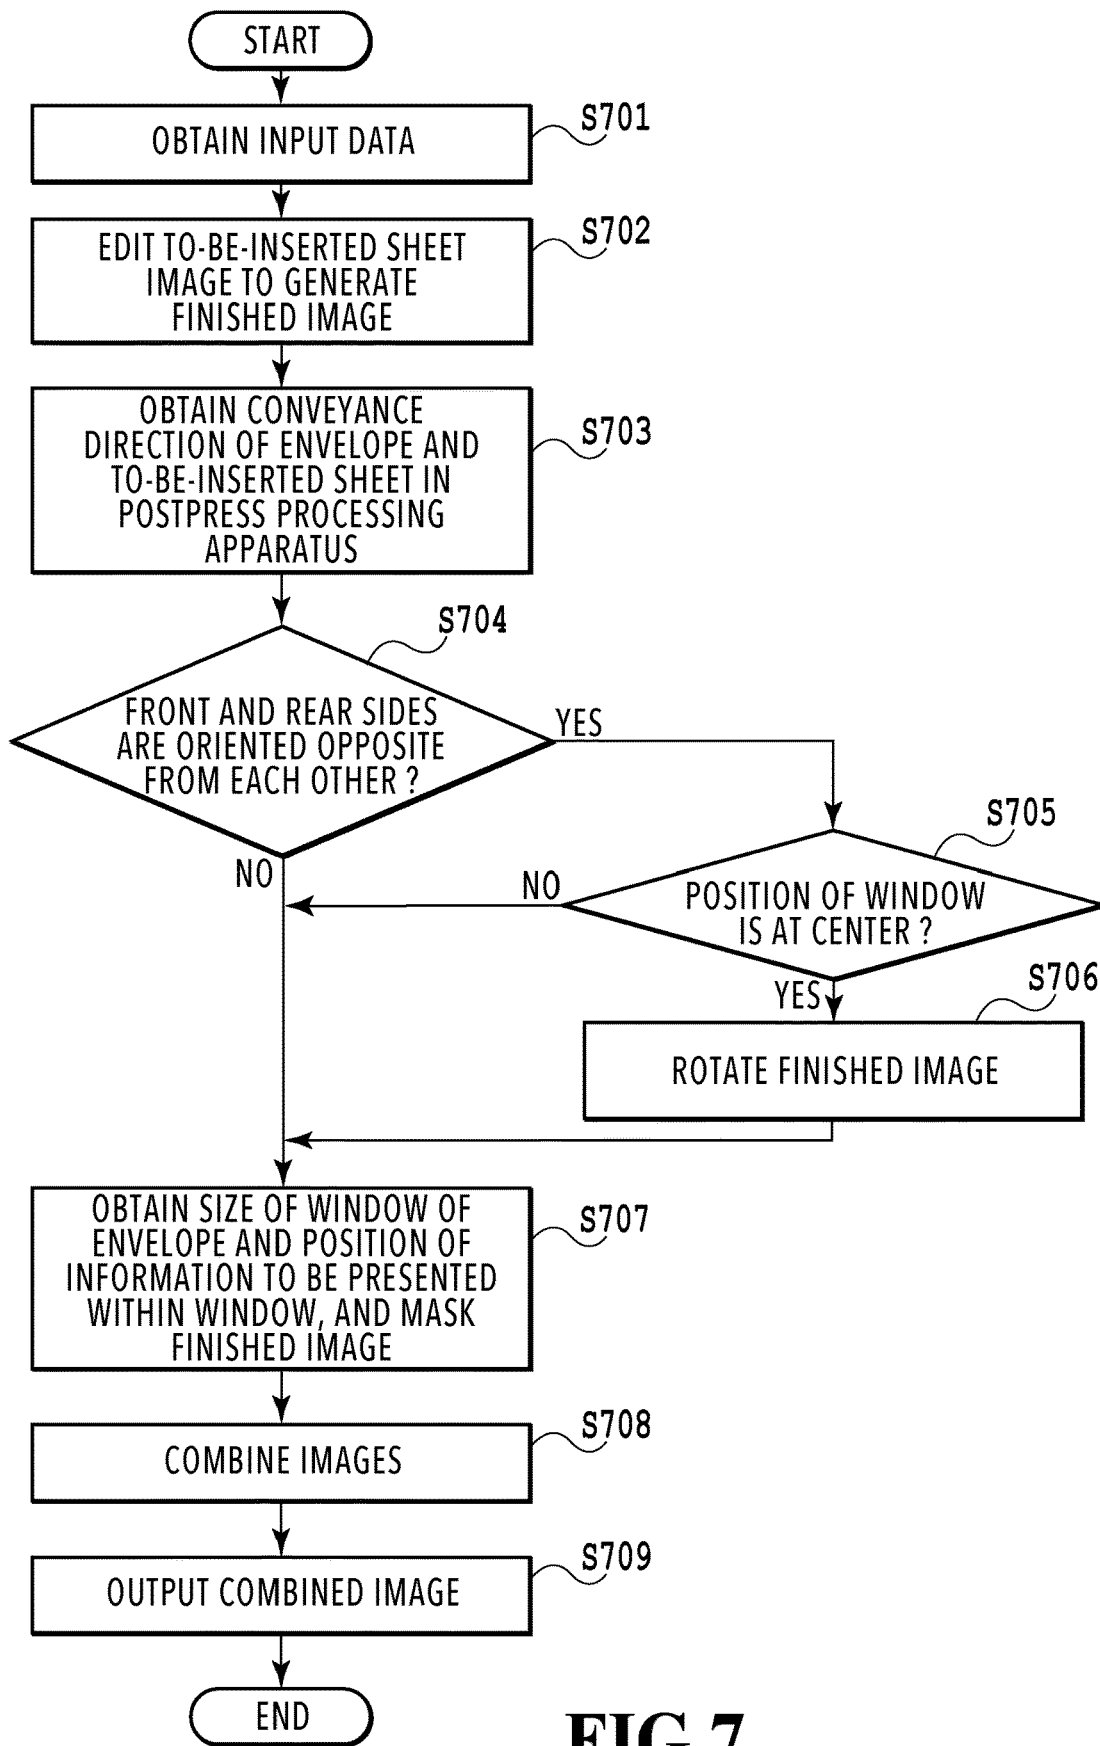 START
OBTAIN INPUT DATA
S701
EDIT TO-BE-INSERTED SHEET
IMAGE TO GENERATE
FINISHED IMAGE
S702
OBTAIN CONVEYANCE
DIRECTION OF ENVELOPE AND
TO-BE-INSERTED SHEET IN
POSTPRESS PROCESSING
APPARATUS
S703
S704
FRONT AND REAR SIDES
ARE ORIENTED OPPOSITE
FROM EACH OTHER ?
YES
NO
S705
POSITION OF WINDOW
IS AT CENTER ?
NO
YES
S706
ROTATE FINISHED IMAGE
OBTAIN SIZE OF WINDOW OF
ENVELOPE AND POSITION OF
INFORMATION TO BE PRESENTED
WITHIN WINDOW, AND MASK
FINISHED IMAGE
S707
COMBINE IMAGES
S708
OUTPUT COMBINED IMAGE
S709
END
FIG.7